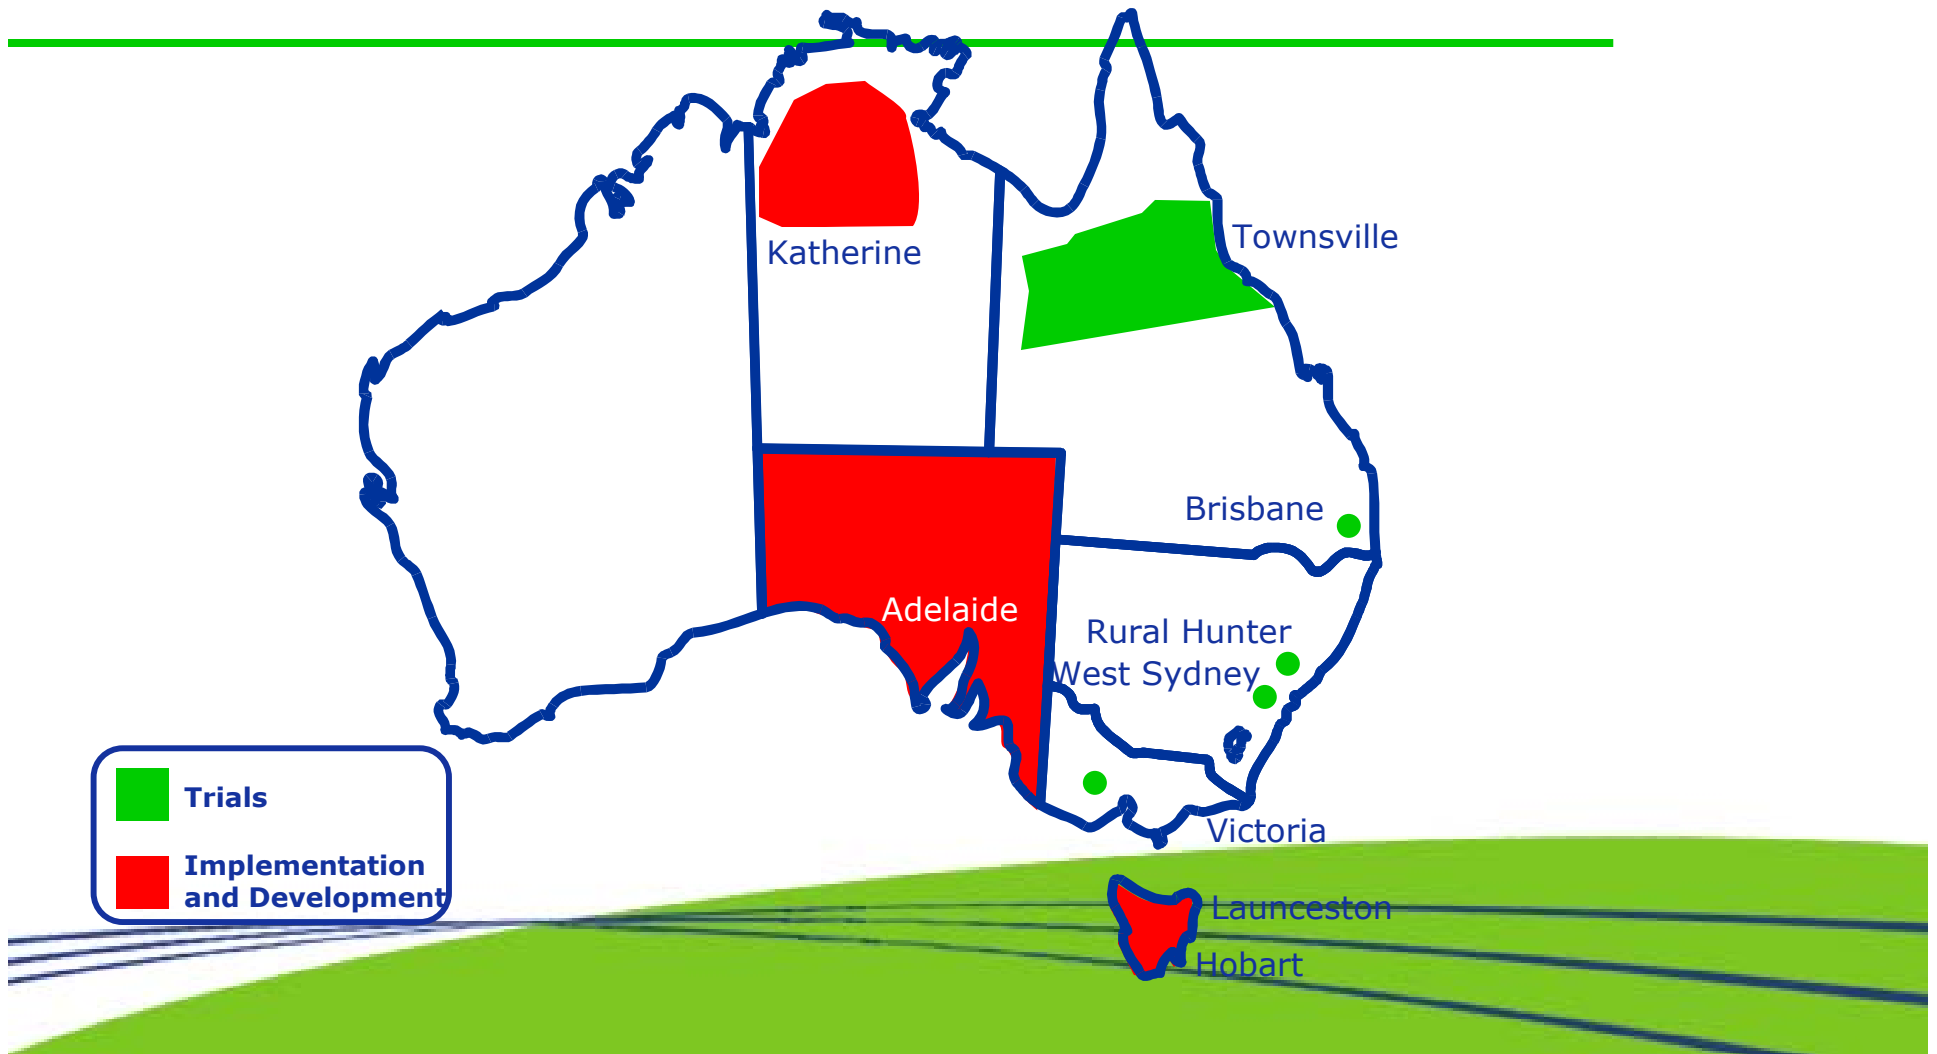 Katherine
Townsville
Brisbane
Adelaide
Rural Hunter
West Sydney
Trials
Victoria
Implementation
and Development
Launceston
Hobart